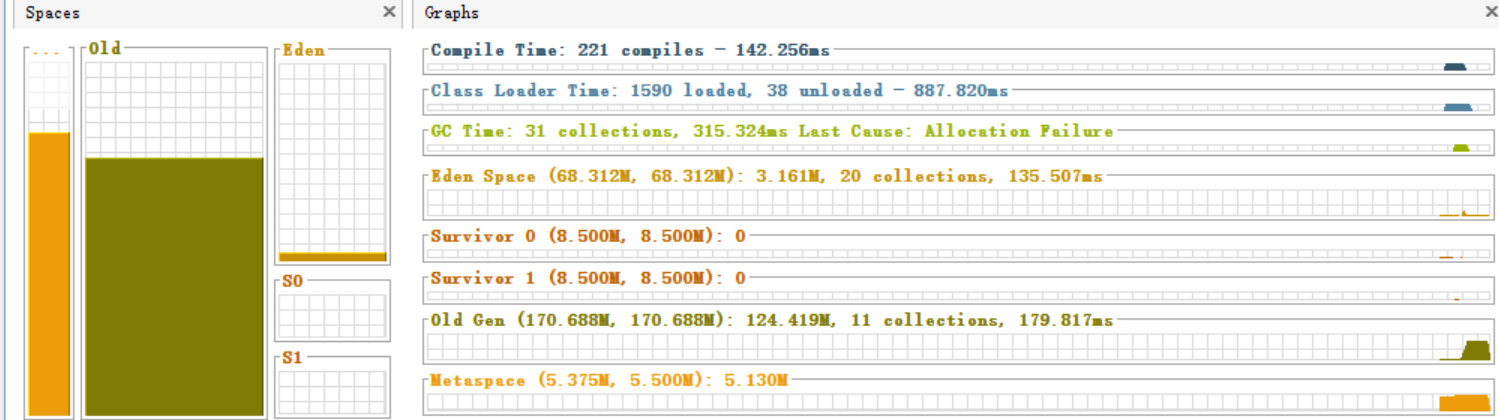 Spaces
Graphs
...
Old
Eden
S0
S1
Compile Time: 221 compiles - 142.256ms
Class Loader Time: 1590 loaded, 38 unloaded - 887.820ms
GC Time: 31 collections, 315.324ms Last Cause: Allocation Failure
Eden Space (68.312M, 68.312M): 3.161M, 20 collections, 135.507ms
Survivor 0 (8.500M, 8.500M): 0
Survivor 1 (8.500M, 8.500M): 0
Old Gen (170.688M, 170.688M): 124.419M, 11 collections, 179.817ms
Metaspace (5.375M, 5.500M): 5.130M